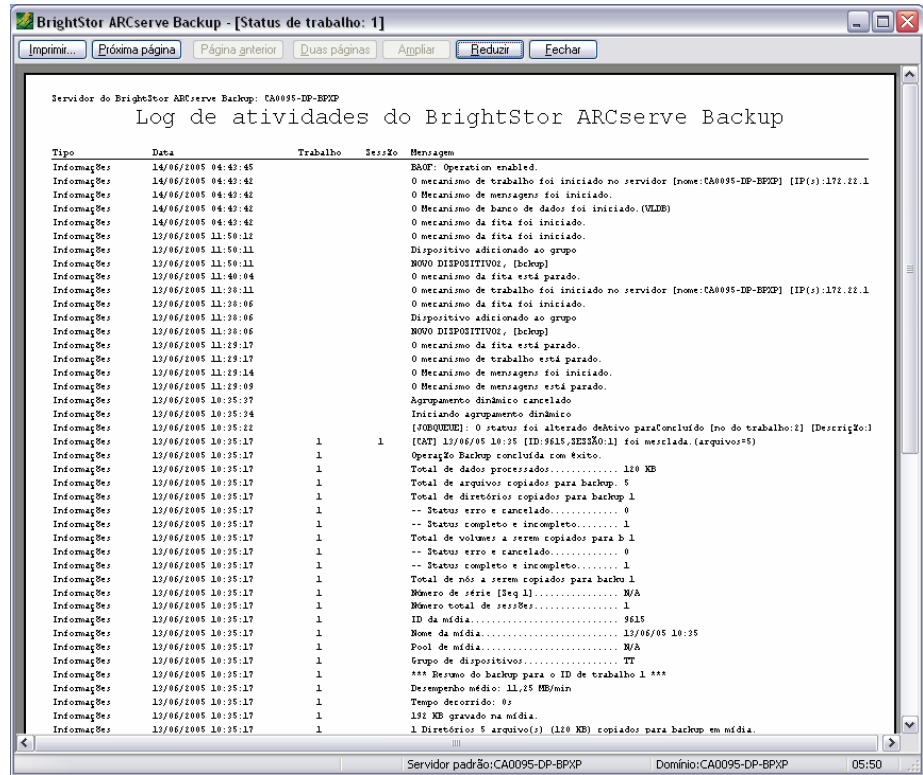 BrightStor ARCserve Backup - [Status de trabalho: 1]
Imprimir... Próxima página Página anterior Duas páginas Ampliar Reduzir Fechar
Servidor do BrightStor ARCserve Backup: CA0095-DP-BPXP
Log de atividades do BrightStor ARCserve Backup
Tipo Data Trabalho Sessão Mensagem
Informações 14/06/2005 04:43:45 BAOF: Operation enabled.
Informações 14/06/2005 04:43:42 O mecanismo de trabalho foi iniciado no servidor [nome:CA0095-DP-BPXP] [IP(s):172.22.1
Informações 14/06/2005 04:43:42 O Mecanismo de mensagens foi iniciado.
Informações 14/06/2005 04:43:42 O Mecanismo de banco de dados foi iniciado.(VLDB)
Informações 14/06/2005 04:43:42 O mecanismo da fita foi iniciado.
Informações 13/06/2005 11:50:12 O mecanismo da fita foi iniciado.
Informações 13/06/2005 11:50:11 Dispositivo adicionado ao grupo
Informações 13/06/2005 11:50:11 NOVO DISPOSITIVO2, [bckup]
Informações 13/06/2005 11:40:04 O mecanismo da fita está parado.
Informações 13/06/2005 11:38:11 O mecanismo de trabalho foi iniciado no servidor [nome:CA0095-DP-BPXP] [IP(s):172.22.1
Informações 13/06/2005 11:38:06 O mecanismo da fita foi iniciado.
Informações 13/06/2005 11:38:06 Dispositivo adicionado ao grupo
Informações 13/06/2005 11:38:06 NOVO DISPOSITIVO2, [bckup]
Informações 13/06/2005 11:29:17 O mecanismo da fita está parado.
Informações 13/06/2005 11:29:17 O mecanismo de trabalho está parado.
Informações 13/06/2005 11:29:14 O Mecanismo de mensagens foi iniciado.
Informações 13/06/2005 11:29:09 O Mecanismo de mensagens está parado.
Informações 13/06/2005 10:35:37 Agrupamento dinâmico cancelado
Informações 13/06/2005 10:35:34 Iniciando agrupamento dinâmico
Informações 13/06/2005 10:35:22 [JOBQUEUE]: O status foi alterado deAtivo paraConcluído [no do trabalho:2] [Descrição:]
Informações 13/06/2005 10:35:17 1 1 [CAT] 13/06/05 10:35 [ID:9615,SESSÃO:1] foi mesclada.(arquivos=5)
Informações 13/06/2005 10:35:17 1 Operação Backup concluída com êxito.
Informações 13/06/2005 10:35:17 1 Total de dados processados............. 120 KB
Informações 13/06/2005 10:35:17 1 Total de arquivos copiados para backup. 5
Informações 13/06/2005 10:35:17 1 Total de diretórios copiados para backup 1
Informações 13/06/2005 10:35:17 1 -- Status erro e cancelado............. 0
Informações 13/06/2005 10:35:17 1 -- Status completo e incompleto........ 1
Informações 13/06/2005 10:35:17 1 Total de volumes a serem copiados para b 1
Informações 13/06/2005 10:35:17 1 -- Status erro e cancelado............. 0
Informações 13/06/2005 10:35:17 1 -- Status completo e incompleto........ 1
Informações 13/06/2005 10:35:17 1 Total de nós a serem copiados para backu 1
Informações 13/06/2005 10:35:17 1 Número de série [Seq 1]................ N/A
Informações 13/06/2005 10:35:17 1 Número total de sessões................ 1
Informações 13/06/2005 10:35:17 1 ID da mídia............................ 9615
Informações 13/06/2005 10:35:17 1 Nome da mídia.......................... 13/06/05 10:35
Informações 13/06/2005 10:35:17 1 Pool de mídia.......................... N/A
Informações 13/06/2005 10:35:17 1 Grupo de dispositivos.................. TT
Informações 13/06/2005 10:35:17 1 *** Resumo do backup para o ID de trabalho 1 ***
Informações 13/06/2005 10:35:17 1 Desempenho médio: 11,25 MB/min
Informações 13/06/2005 10:35:17 1 Tempo decorrido: 0s
Informações 13/06/2005 10:35:17 1 192 KB gravado na mídia.
Informações 13/06/2005 10:35:17 1 1 Diretórios 5 arquivo(s) (120 KB) copiados para backup em mídia.
Servidor padrão:CA0095-DP-BPXP Domínio:CA0095-DP-BPXP 05:50